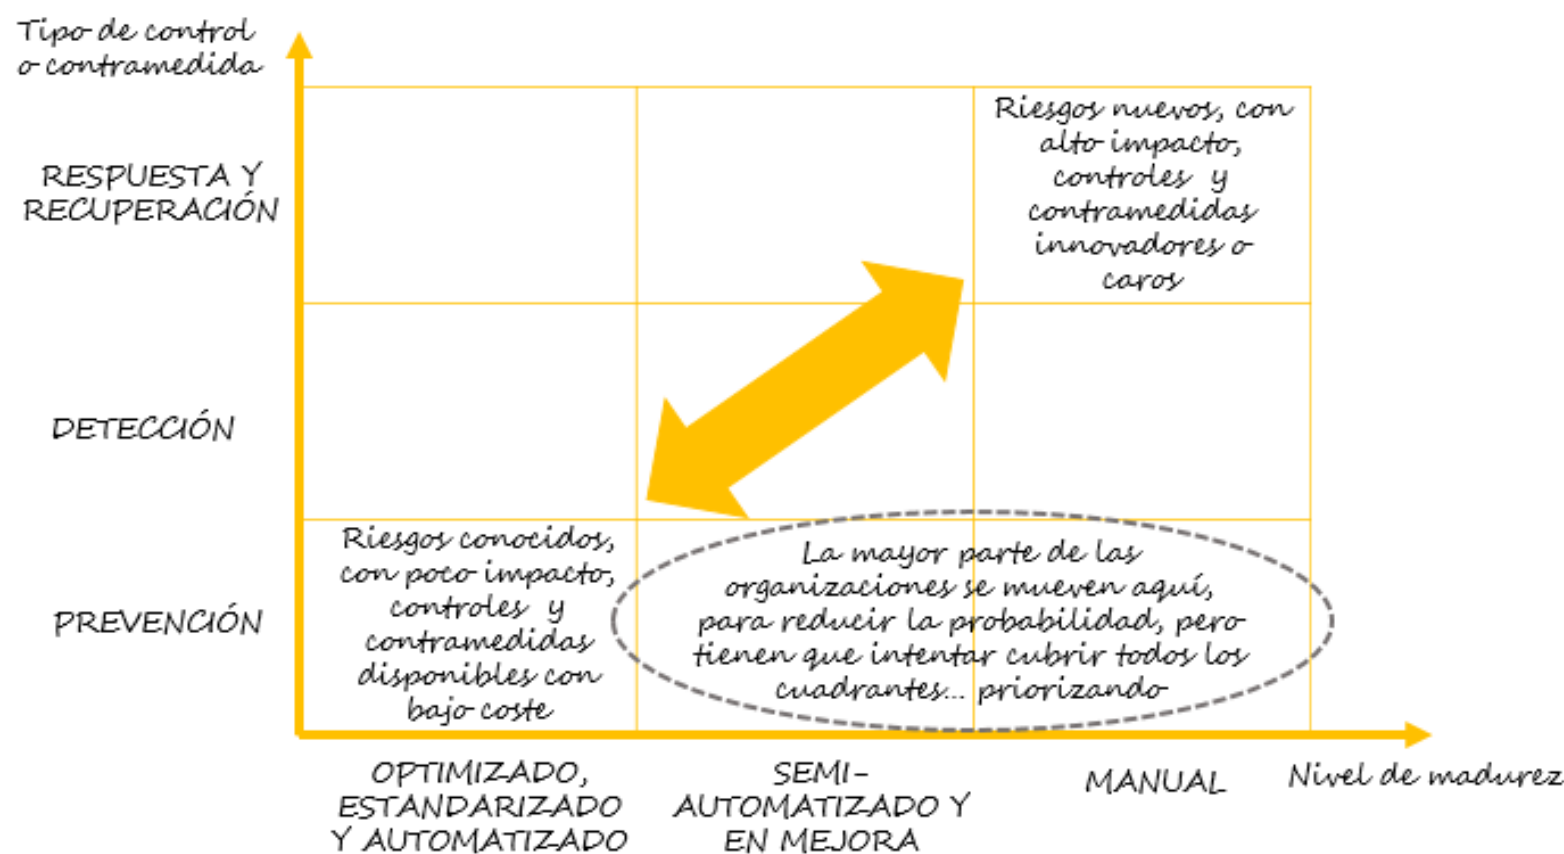 Tipo de control
o contramedida
RESPUESTA Y
RECUPERACIÓN
Riesgos nuevos, con
alto impacto,
controles y
contramedidas
innovadores o
caros
DETECCIÓN
PREVENCIÓN
Riesgos conocidos,
con poco impacto,
controles y
contramedidas
disponibles con
bajo coste
La mayor parte de las
organizaciones se mueven aquí,
para reducir la probabilidad, pero
tienen que intentar cubrir todos los
cuadrantes... priorizando
OPTIMIZADO,
ESTANDARIZADO
Y AUTOMATIZADO
SEMI-
AUTOMATIZADO Y
EN MEJORA
MANUAL
Nivel de madurez